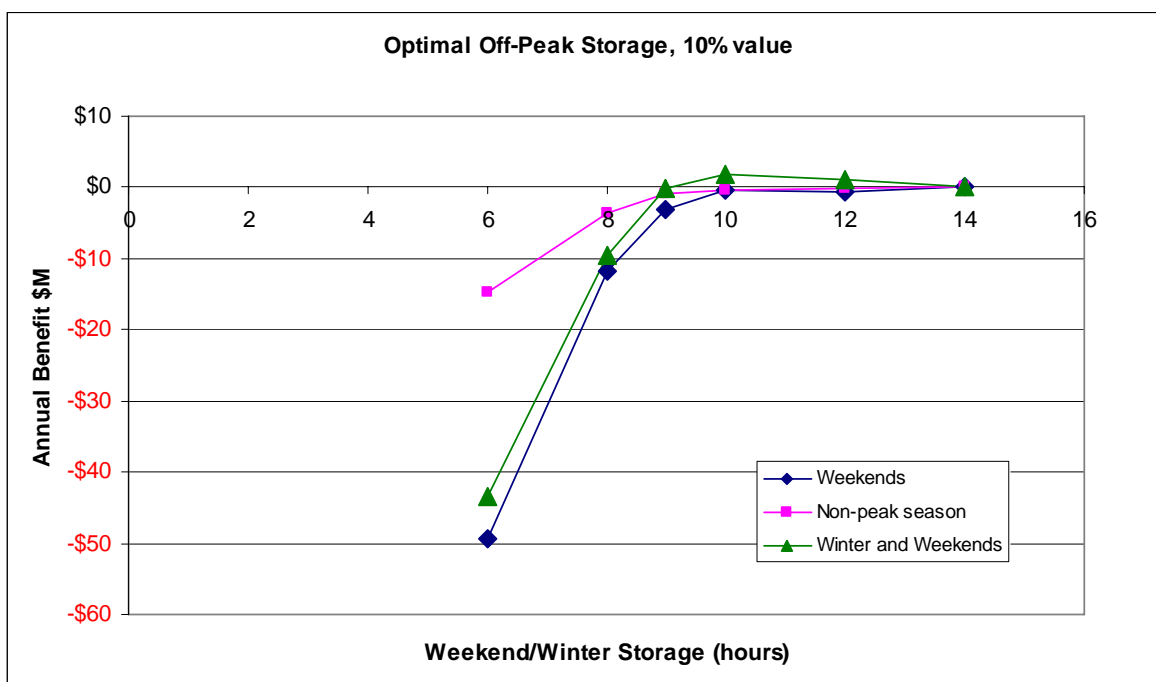 Optimal Off-Peak Storage, 10% value
$10
$0
0 2 4 6 8 10 12 14 16
-$10
-$20
-$30
-$40
-$50
-$60
Annual Benefit $M
Weekends
Non-peak season
Winter and Weekends
Weekend/Winter Storage (hours)